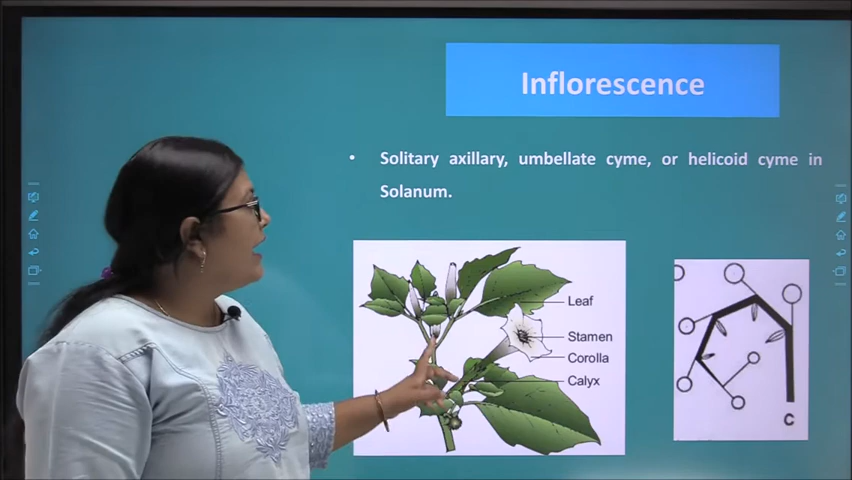 Inflorescence
• Solitary axillary, umbellate cyme, or helicoid cyme in
Solanum.
Leaf
Stamen
Corolla
Calyx
C